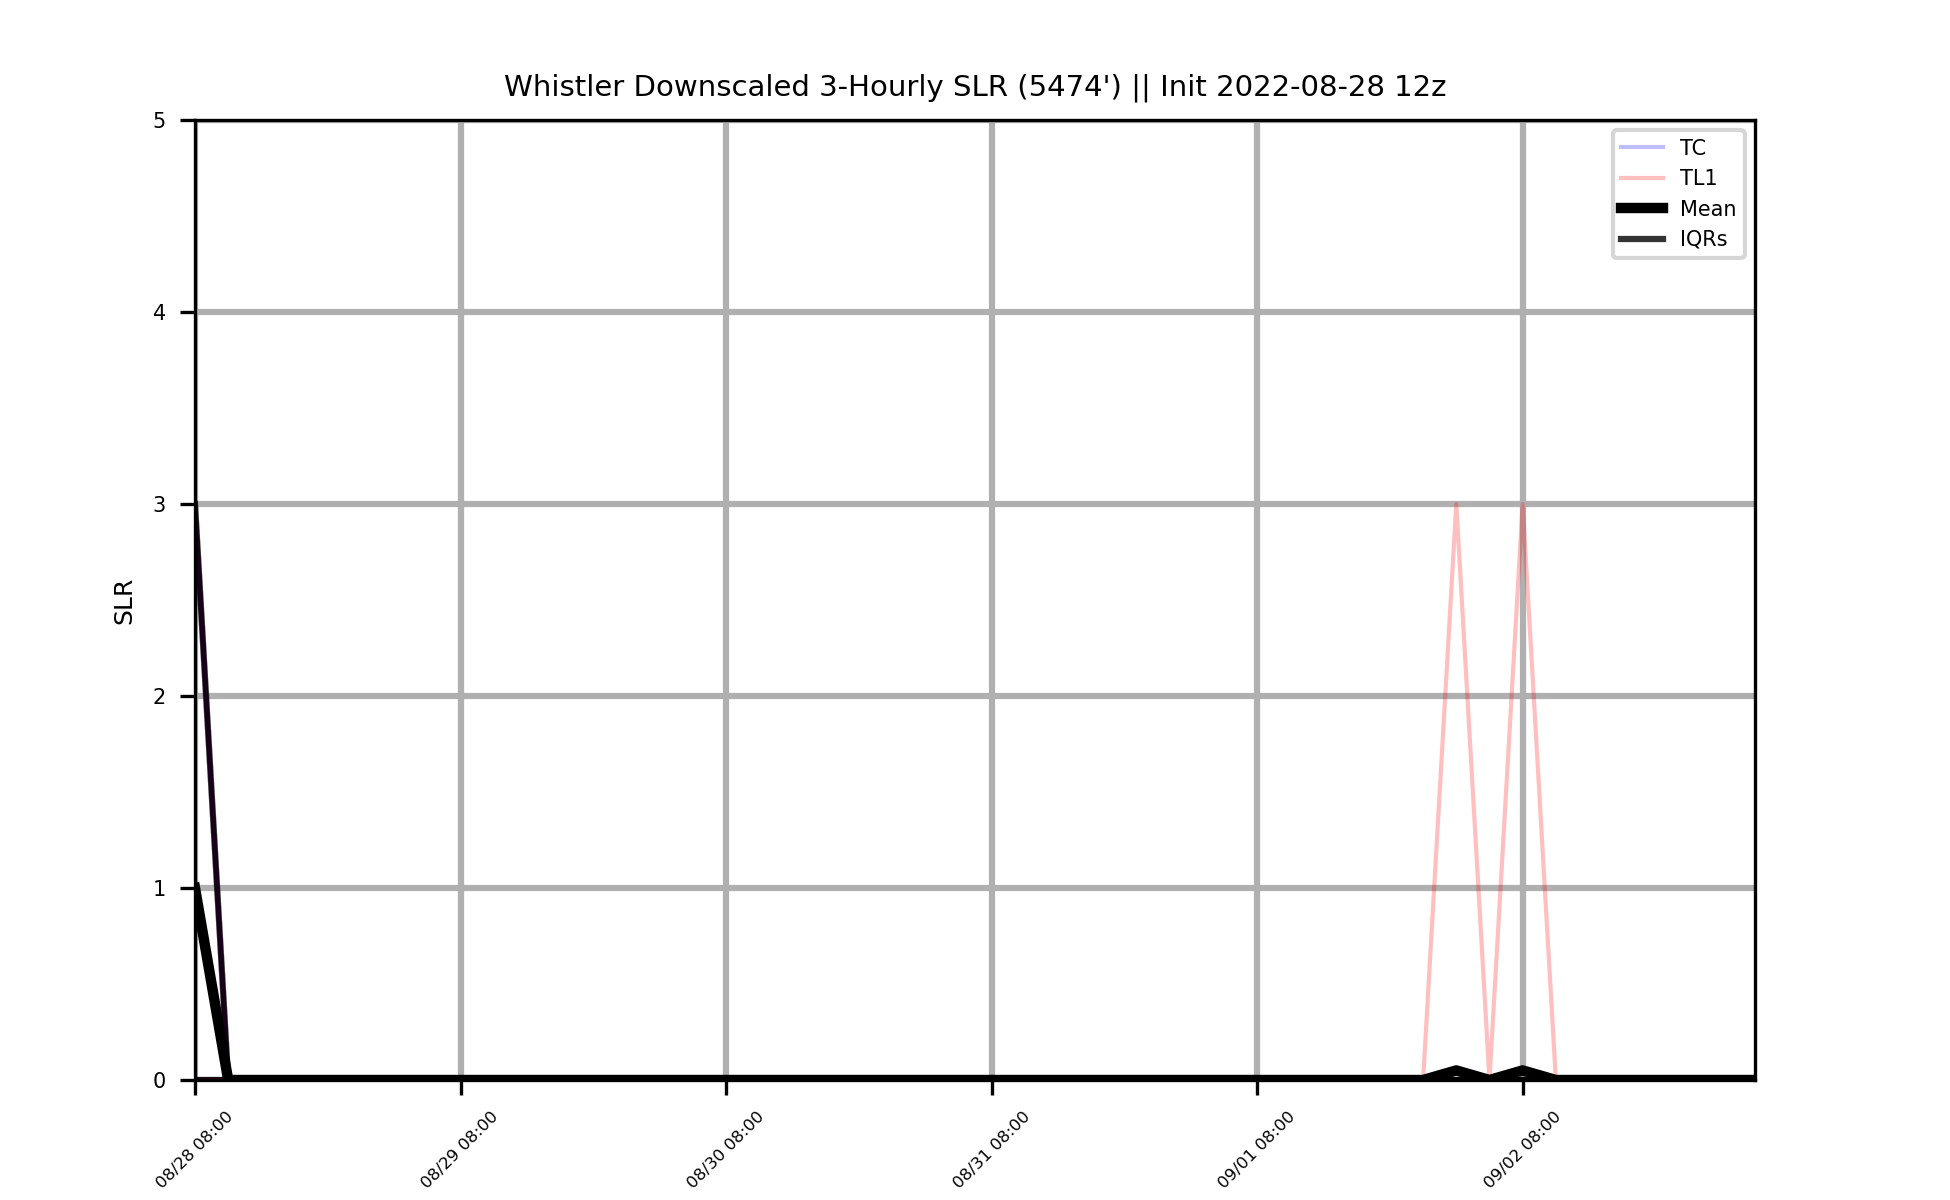 Whistler Downscaled 3-Hourly SLR (5474') || Init 2022-08-28 12z
5
4
3
2
1
0
SLR
TC
TL1
Mean
IQRs
08/28 08:00
08/29 08:00
08/30 08:00
08/31 08:00
09/01 08:00
09/02 08:00